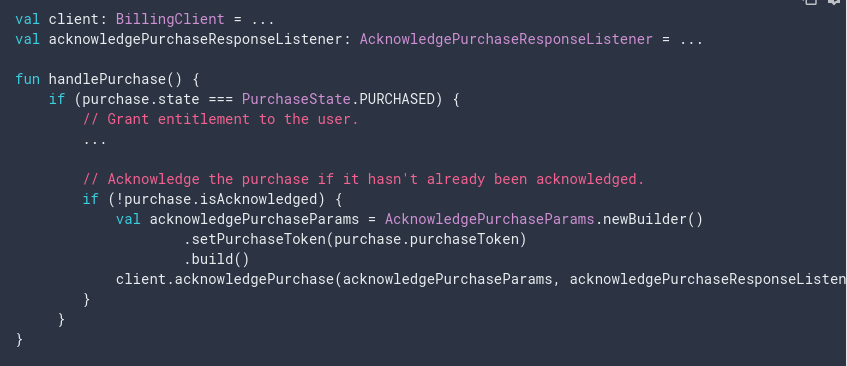 val client: BillingClient = ...
val acknowledgePurchaseResponseListener: AcknowledgePurchaseResponseListener = ...
fun handlePurchase() {
if (purchase.state === PurchaseState.PURCHASED) {
// Grant entitlement to the user.
...
// Acknowledge the purchase if it hasn't already been acknowledged.
if (!purchase.isAcknowledged) {
val acknowledgePurchaseParams = AcknowledgePurchaseParams.newBuilder()
.setPurchaseToken(purchase.purchaseToken)
.build()
client.acknowledgePurchase(acknowledgePurchaseParams, acknowledgePurchaseResponseListen
}
}
}